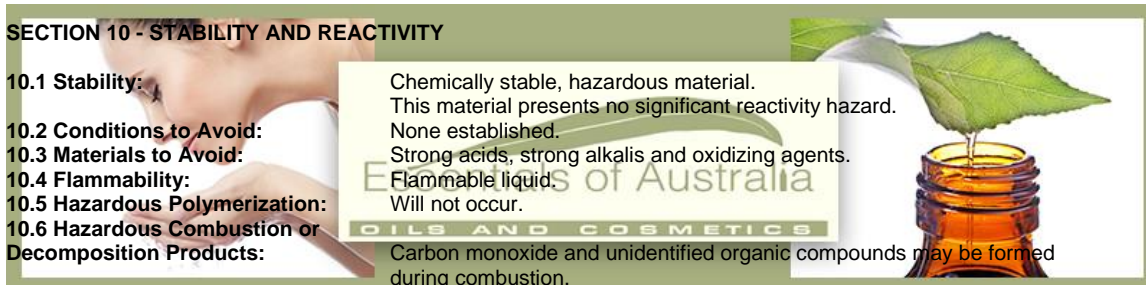 SECTION 10 - STABILITY AND REACTIVITY
10.1 Stability: Chemically stable, hazardous material.
This material presents no significant reactivity hazard.
10.2 Conditions to Avoid: None established.
10.3 Materials to Avoid: Strong acids, strong alkalis and oxidizing agents.
10.4 Flammability: Flammable liquid.
Essentials of Australia
10.5 Hazardous Polymerization: Will not occur.
10.6 Hazardous Combustion or
OILS AND COSMETICS
Decomposition Products: Carbon monoxide and unidentified organic compounds may be formed
during combustion.